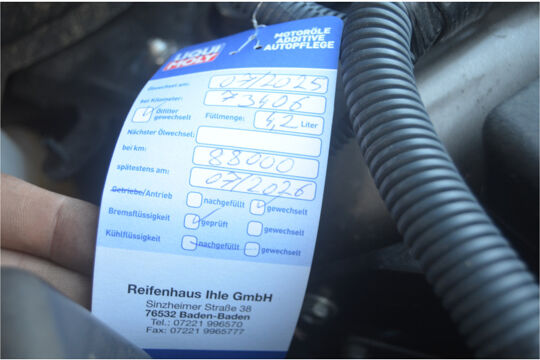 LIQUI MOLY
MOTORÖLE
ADDITIVE
AUTOPFLEGE
Ölwechsel am: 07/2025
bei Kilometer: 73406
Ölfilter gewechselt Füllmenge: 4,2 Liter
Nächster Ölwechsel:
bei km: 88000
spätestens am: 07/2026
Getriebe/Antrieb nachgefüllt gewechselt
Bremsflüssigkeit geprüft gewechselt
Kühlflüssigkeit nachgefüllt gewechselt
Reifenhaus Ihle GmbH
Sinzheimer Straße 38
76532 Baden-Baden
Tel.: 07221 996570
Fax: 07221 9965777